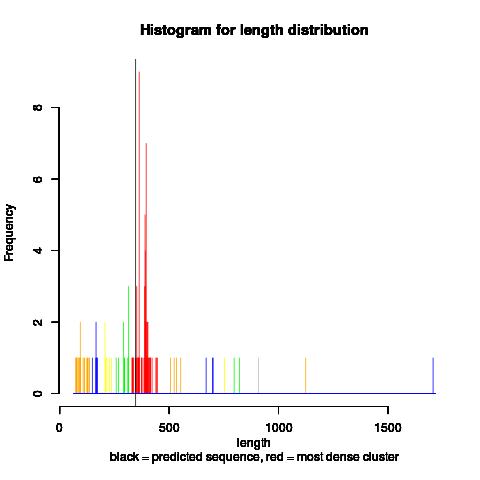 Histogram for length distribution
Frequency
8
6
4
2
0
0 500 1000 1500
length
black = predicted sequence, red = most dense cluster